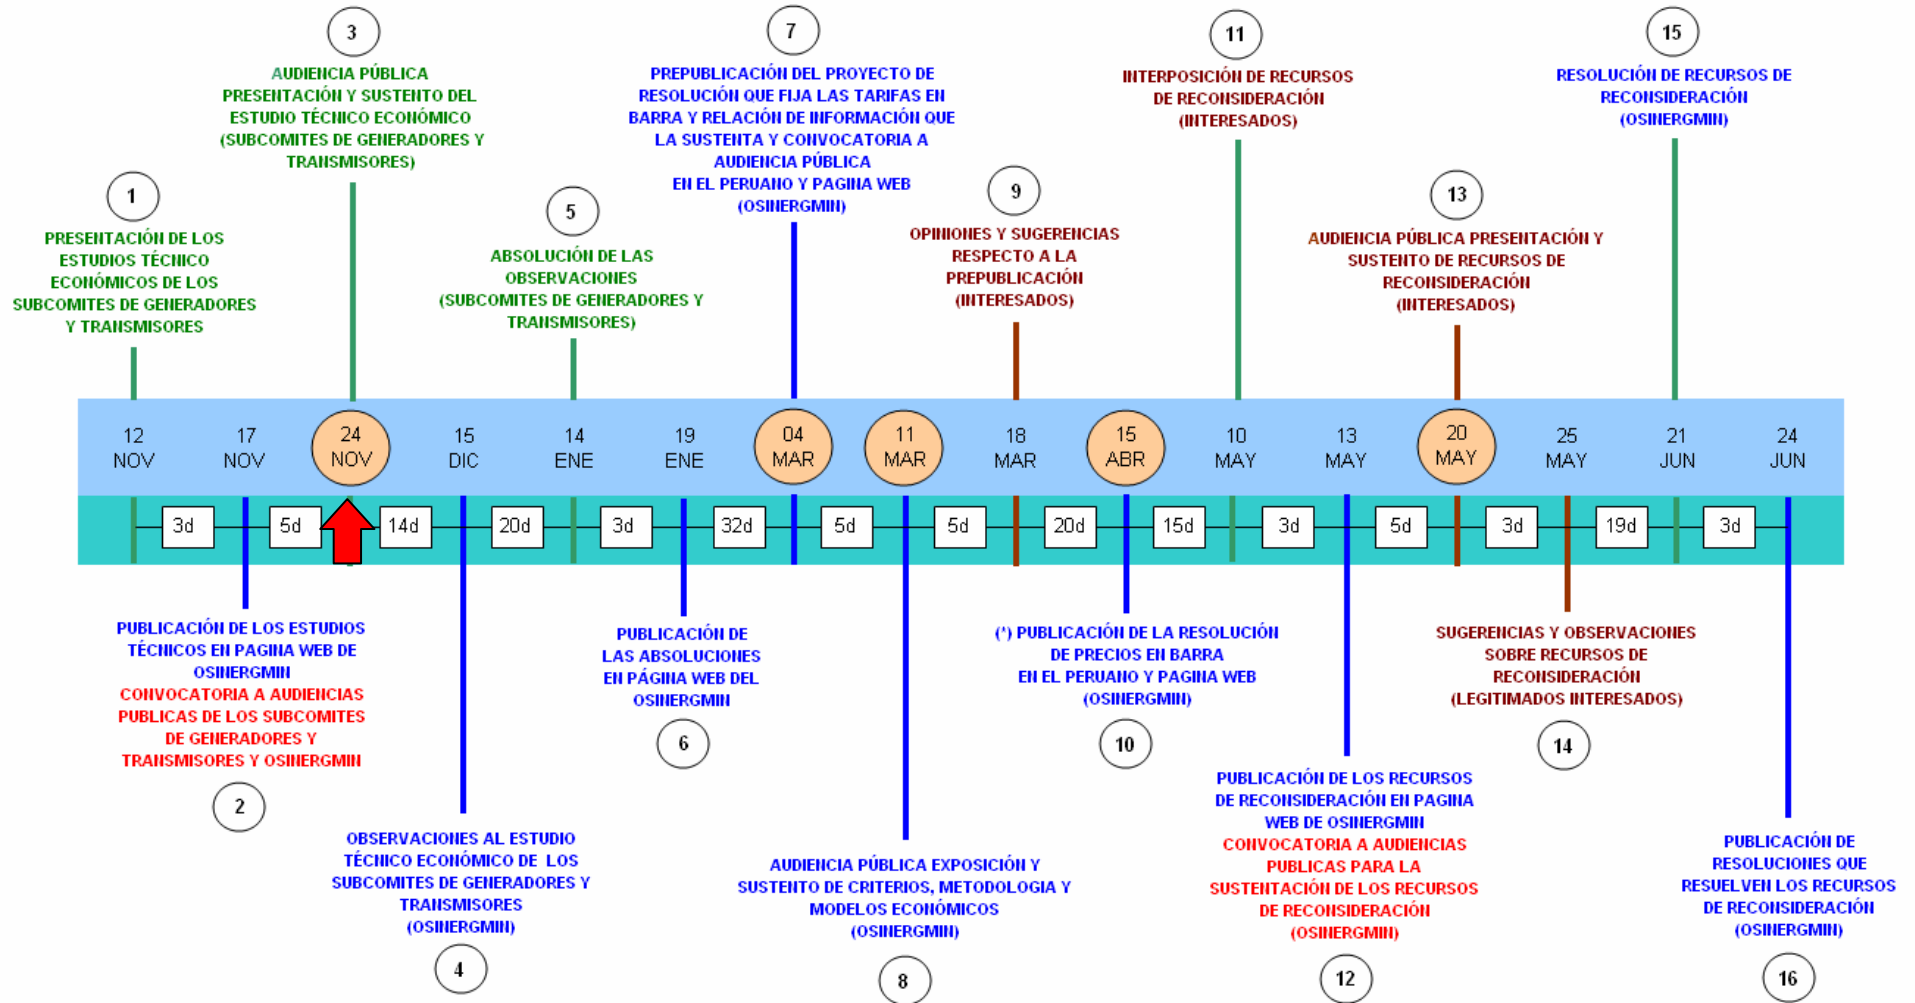 3
AUDIENCIA PÚBLICA
PRESENTACIÓN Y SUSTENTO DEL
ESTUDIO TÉCNICO ECONÓMICO
(SUBCOMITES DE GENERADORES Y
TRANSMISORES)
7
PREPUBLICACIÓN DEL PROYECTO DE
RESOLUCIÓN QUE FIJA LAS TARIFAS EN
BARRA Y RELACIÓN DE INFORMACIÓN QUE
LA SUSTENTA Y CONVOCATORIA A
AUDIENCIA PÚBLICA
EN EL PERUANO Y PAGINA WEB
(OSINERGMIN)
11
INTERPOSICIÓN DE RECURSOS
DE RECONSIDERACIÓN
(INTERESADOS)
15
RESOLUCIÓN DE RECURSOS DE
RECONSIDERACIÓN
(OSINERGMIN)
1
PRESENTACIÓN DE LOS
ESTUDIOS TÉCNICO
ECONÓMICOS DE LOS
SUBCOMITES DE GENERADORES
Y TRANSMISORES
5
ABSOLUCIÓN DE LAS
OBSERVACIONES
(SUBCOMITES DE GENERADORES Y
TRANSMISORES)
9
OPINIONES Y SUGERENCIAS
RESPECTO A LA
PREPUBLICACIÓN
(INTERESADOS)
13
AUDIENCIA PÚBLICA PRESENTACIÓN Y
SUSTENTO DE RECURSOS DE
RECONSIDERACIÓN
(INTERESADOS)
12 NOV
17 NOV
24 NOV
15 DIC
14 ENE
19 ENE
04 MAR
11 MAR
18 MAR
15 ABR
10 MAY
13 MAY
20 MAY
25 MAY
21 JUN
24 JUN
3d 5d 14d 20d 3d 32d 5d 5d 20d 15d 3d 5d 3d 19d 3d
PUBLICACIÓN DE LOS ESTUDIOS
TÉCNICOS EN PAGINA WEB DE
OSINERGMIN
CONVOCATORIA A AUDIENCIAS
PUBLICAS DE LOS SUBCOMITES
DE GENERADORES Y
TRANSMISORES Y OSINERGMIN
2
OBSERVACIONES AL ESTUDIO
TÉCNICO ECONÓMICO DE LOS
SUBCOMITES DE GENERADORES Y
TRANSMISORES
(OSINERGMIN)
4
PUBLICACIÓN DE
LAS ABSOLUCIONES
EN PÁGINA WEB DEL
OSINERGMIN
6
AUDIENCIA PÚBLICA EXPOSICIÓN Y
SUSTENTO DE CRITERIOS, METODOLOGIA Y
MODELOS ECONÓMICOS
(OSINERGMIN)
8
(*) PUBLICACIÓN DE LA RESOLUCIÓN
DE PRECIOS EN BARRA
EN EL PERUANO Y PAGINA WEB
(OSINERGMIN)
10
PUBLICACIÓN DE LOS RECURSOS
DE RECONSIDERACIÓN EN PAGINA
WEB DE OSINERGMIN
CONVOCATORIA A AUDIENCIAS
PUBLICAS PARA LA
SUSTENTACIÓN DE LOS RECURSOS
DE RECONSIDERACIÓN
(OSINERGMIN)
12
SUGERENCIAS Y OBSERVACIONES
SOBRE RECURSOS DE
RECONSIDERACIÓN
(LEGITIMADOS INTERESADOS)
14
PUBLICACIÓN DE
RESOLUCIONES QUE
RESUELVEN LOS RECURSOS
DE RECONSIDERACIÓN
(OSINERGMIN)
16